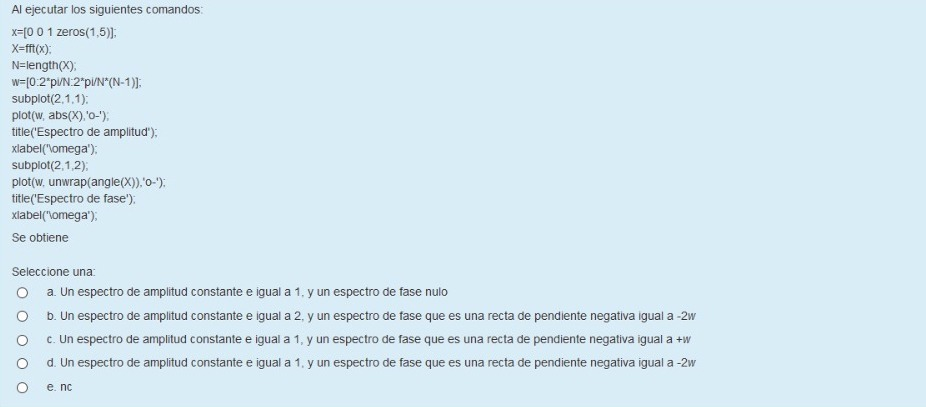 Al ejecutar los siguientes comandos:
x=[0 0 1 zeros(1,5)];
X=fft(x);
N=length(X);
w=[0:2*pi/N:2*pi/N*(N-1)];
subplot(2,1,1);
plot(w, abs(X),'o-');
title('Espectro de amplitud');
xlabel('\omega');
subplot(2,1,2);
plot(w, unwrap(angle(X)),'o-');
title('Espectro de fase');
xlabel('\omega');
Se obtiene
Seleccione una:
a. Un espectro de amplitud constante e igual a 1, y un espectro de fase nulo
b. Un espectro de amplitud constante e igual a 2, y un espectro de fase que es una recta de pendiente negativa igual a -2w
c. Un espectro de amplitud constante e igual a 1, y un espectro de fase que es una recta de pendiente negativa igual a +w
d. Un espectro de amplitud constante e igual a 1, y un espectro de fase que es una recta de pendiente negativa igual a -2w
e. nc